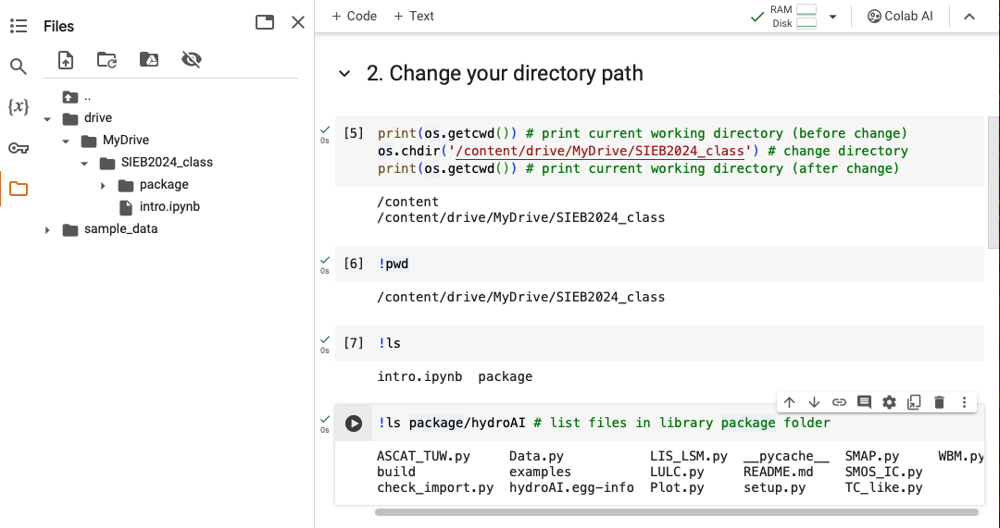 Files
+ Code + Text
RAM
Disk
Colab AI
{x}
..
drive
MyDrive
SIEB2024_class
package
intro.ipynb
sample_data
2. Change your directory path
0s
[5] print(os.getcwd()) # print current working directory (before change)
os.chdir('/content/drive/MyDrive/SIEB2024_class') # change directory
print(os.getcwd()) # print current working directory (after change)
/content
/content/drive/MyDrive/SIEB2024_class
0s
[6] !pwd
/content/drive/MyDrive/SIEB2024_class
0s
[7] !ls
intro.ipynb package
0s
!ls package/hydroAI # list files in library package folder
ASCAT_TUW.py Data.py LIS_LSM.py __pycache__ SMAP.py WBM.py
build examples LULC.py README.md SMOS_IC.py
check_import.py hydroAI.egg-info Plot.py setup.py TC_like.py